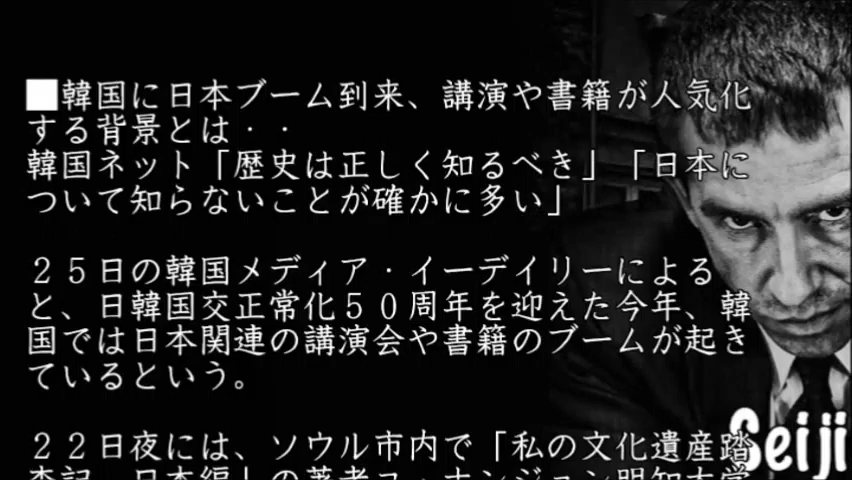 ■韓国に日本ブーム到来、講演や書籍が人気化
する背景とは・・
韓国ネット「歴史は正しく知るべき」「日本に
ついて知らないことが確かに多い」
２５日の韓国メディア・イーデイリーによる
と、日韓国交正常化５０周年を迎えた今年、韓
国では日本関連の講演会や書籍のブームが起き
ているという。
２２日夜には、ソウル市内で「私の文化遺産踏
Seiji